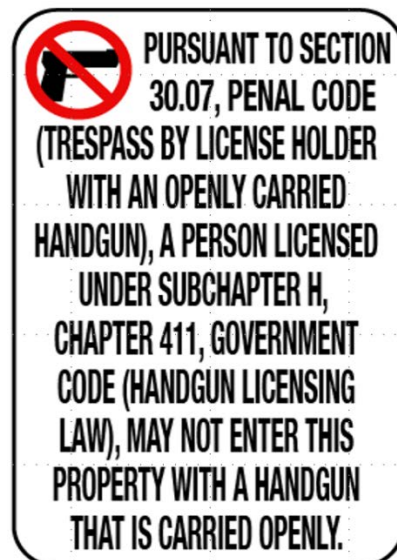 PURSUANT TO SECTION
30.07, PENAL CODE
(TRESPASS BY LICENSE HOLDER
WITH AN OPENLY CARRIED
HANDGUN), A PERSON LICENSED
UNDER SUBCHAPTER H,
CHAPTER 411, GOVERNMENT
CODE (HANDGUN LICENSING
LAW), MAY NOT ENTER THIS
PROPERTY WITH A HANDGUN
THAT IS CARRIED OPENLY.